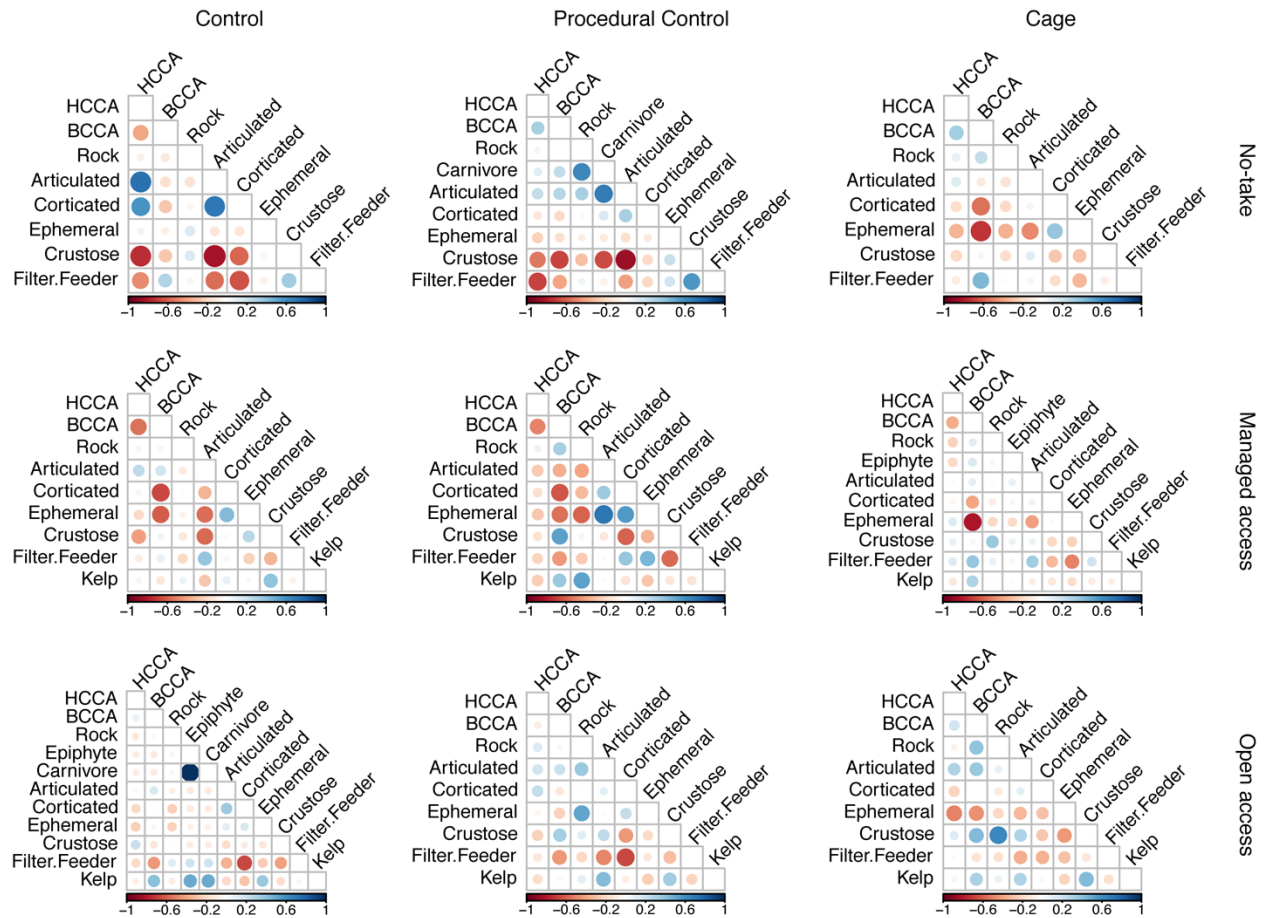 Control Procedural Control Cage
HCCA
BCCA
Rock
Articulated
Corticated
Ephemeral
Crustose
Filter.Feeder
HCCA
BCCA
Rock
Articulated
Corticated
Ephemeral
Crustose
Filter.Feeder
−1 −0.6 −0.2 0.2 0.6 1
HCCA
BCCA
Rock
Carnivore
Articulated
Corticated
Ephemeral
Crustose
Filter.Feeder
HCCA
BCCA
Rock
Carnivore
Articulated
Corticated
Ephemeral
Crustose
Filter.Feeder
−1 −0.6 −0.2 0.2 0.6 1
HCCA
BCCA
Rock
Articulated
Corticated
Ephemeral
Crustose
Filter.Feeder
HCCA
BCCA
Rock
Articulated
Corticated
Ephemeral
Crustose
Filter.Feeder
−1 −0.6 −0.2 0.2 0.6 1
No-take
HCCA
BCCA
Rock
Articulated
Corticated
Ephemeral
Crustose
Filter.Feeder
Kelp
HCCA
BCCA
Rock
Articulated
Corticated
Ephemeral
Crustose
Filter.Feeder
Kelp
−1 −0.6 −0.2 0.2 0.6 1
HCCA
BCCA
Rock
Articulated
Corticated
Ephemeral
Crustose
Filter.Feeder
Kelp
HCCA
BCCA
Rock
Articulated
Corticated
Ephemeral
Crustose
Filter.Feeder
Kelp
−1 −0.6 −0.2 0.2 0.6 1
HCCA
BCCA
Rock
Epiphyte
Articulated
Corticated
Ephemeral
Crustose
Filter.Feeder
Kelp
HCCA
BCCA
Rock
Epiphyte
Articulated
Corticated
Ephemeral
Crustose
Filter.Feeder
Kelp
−1 −0.6 −0.2 0.2 0.6 1
Managed access
HCCA
BCCA
Rock
Epiphyte
Carnivore
Articulated
Corticated
Ephemeral
Crustose
Filter.Feeder
Kelp
HCCA
BCCA
Rock
Epiphyte
Carnivore
Articulated
Corticated
Ephemeral
Crustose
Filter.Feeder
Kelp
−1 −0.6 −0.2 0.2 0.6 1
HCCA
BCCA
Rock
Articulated
Corticated
Ephemeral
Crustose
Filter.Feeder
Kelp
HCCA
BCCA
Rock
Articulated
Corticated
Ephemeral
Crustose
Filter.Feeder
Kelp
−1 −0.6 −0.2 0.2 0.6 1
HCCA
BCCA
Rock
Articulated
Corticated
Ephemeral
Crustose
Filter.Feeder
Kelp
HCCA
BCCA
Rock
Articulated
Corticated
Ephemeral
Crustose
Filter.Feeder
Kelp
−1 −0.6 −0.2 0.2 0.6 1
Open access